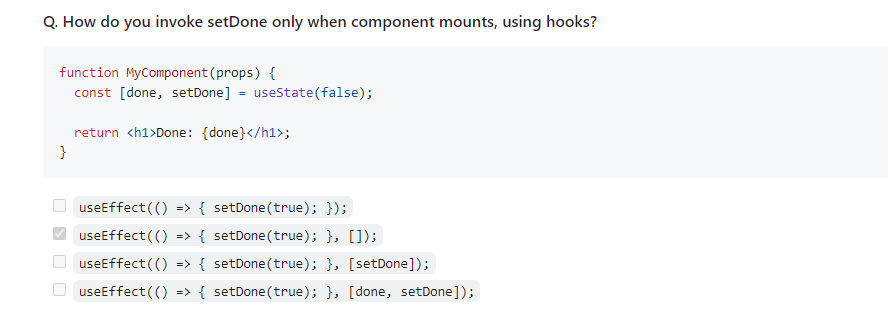 Q. How do you invoke setDone only when component mounts, using hooks?
function MyComponent(props) {
const [done, setDone] = useState(false);
return <h1>Done: {done}</h1>;
}
useEffect(() => { setDone(true); });
useEffect(() => { setDone(true); }, []);
useEffect(() => { setDone(true); }, [setDone]);
useEffect(() => { setDone(true); }, [done, setDone]);